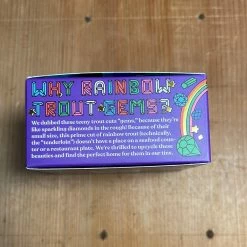 WHY RAINBOW
TROUT GEMS?
We dubbed these teeny trout cuts "gems," because they're
like sparkling diamonds in the rough! Because of their
small size, this prime cut of rainbow trout (technically,
the "tenderloin") doesn't have a place on a seafood count-
er or a restaurant plate. We're thrilled to upcycle these
beauties and find the perfect home for them in our tins.